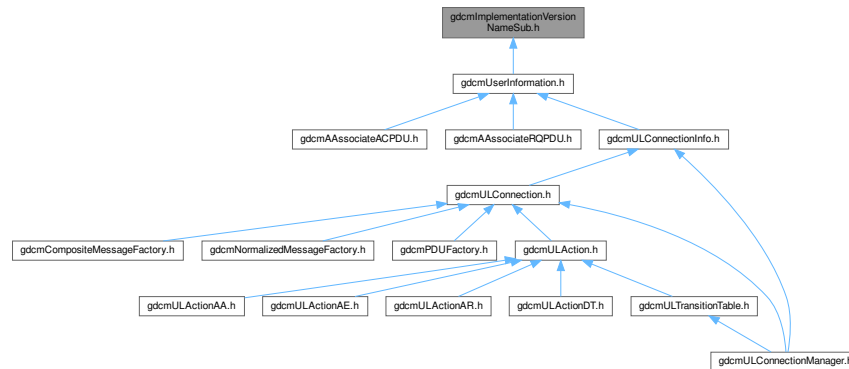 gdcmImplementationVersion
NameSub.h
gdcmUserInformation.h
gdcmAAssociateACPDU.h
gdcmAAssociateRQPDU.h
gdcmULConnectionInfo.h
gdcmULConnection.h
gdcmCompositeMessageFactory.h
gdcmNormalizedMessageFactory.h
gdcmPDUFactory.h
gdcmULAction.h
gdcmULActionAA.h
gdcmULActionAE.h
gdcmULActionAR.h
gdcmULActionDT.h
gdcmULTransitionTable.h
gdcmULConnectionManager.h